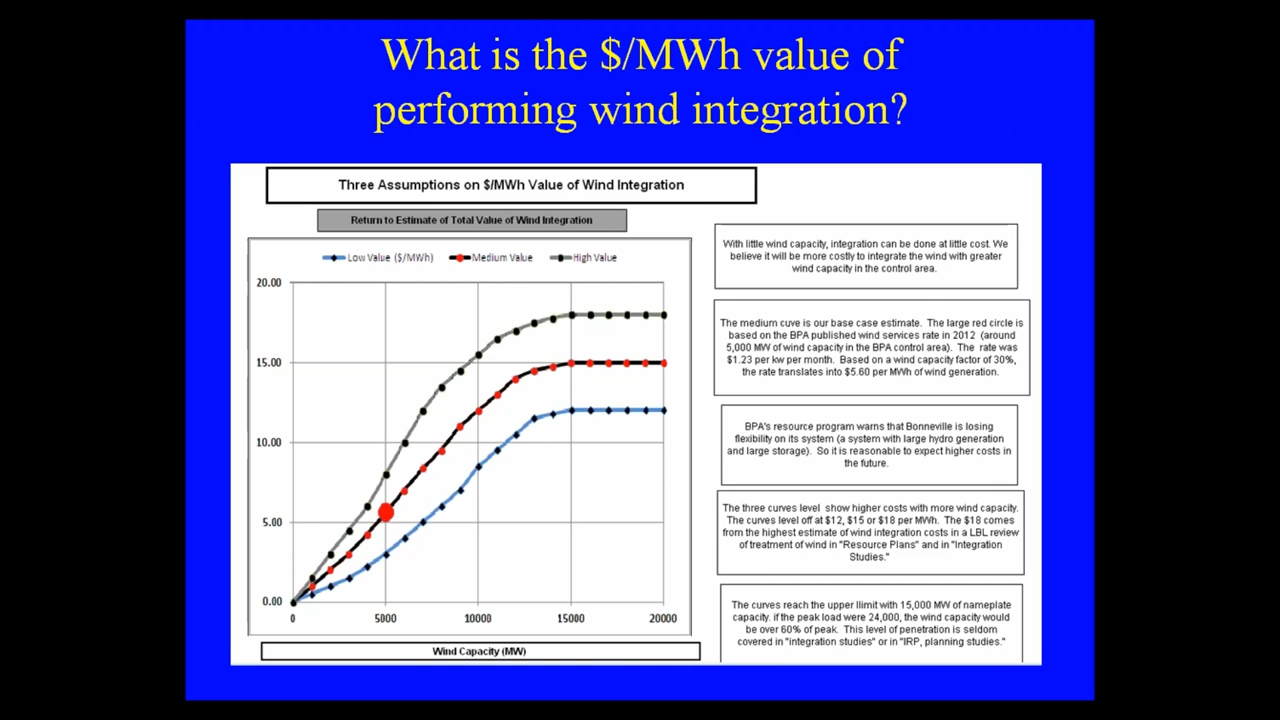 What is the $/MWh value of
performing wind integration?
Three Assumptions on $/MWh Value of Wind Integration
Return to Estimate of Total Value of Wind Integration
Low Value ($/MWh) Medium Value High Value
20.00
15.00
10.00
5.00
0.00
0 5000 10000 15000 20000
Wind Capacity (MW)
With little wind capacity, integration can be done at little cost. We
believe it will be more costly to integrate the wind with greater
wind capacity in the control area.
The medium cuve is our base case estimate. The large red circle is
based on the BPA published wind services rate in 2012 (around
5,000 MW of wind capacity in the BPA control area). The rate was
$1.23 per kw per month. Based on a wind capacity factor of 30%,
the rate translates into $5.60 per MWh of wind generation.
BPA's resource program warns that Bonneville is losing
flexibility on its system (a system with large hydro generation
and large storage). So it is reasonable to expect higher costs in
the future.
The three curves level show higher costs with more wind capacity.
The curves level off at $12, $15 or $18 per MWh. The $18 comes
from the highest estimate of wind integration costs in a LBL review
of treatment of wind in "Resource Plans" and in "Integration
Studies."
The curves reach the upper llimit with 15,000 MW of nameplate
capacity. if the peak load were 24,000, the wind capacity would
be over 60% of peak. This level of penetration is seldom
covered in "integration studies" or in "IRP, planning studies."